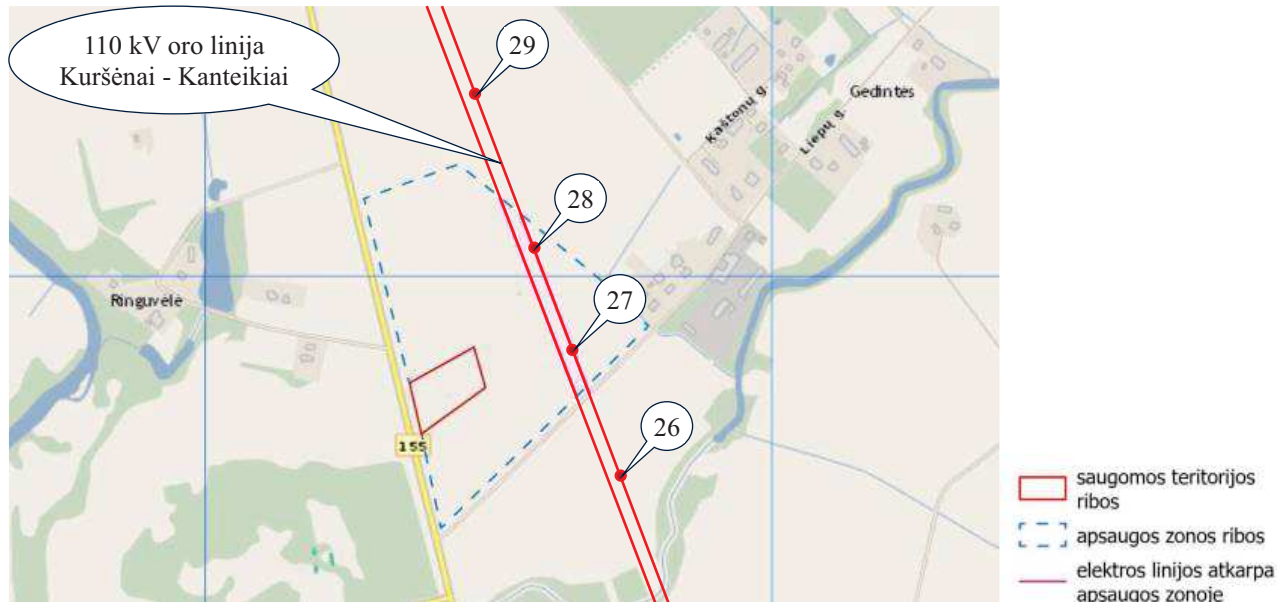 110 kV oro linija
Kuršėnai - Kanteikiai
29
Gedintės
Kaštonų g.
Liepų g.
28
Ringuvėlė
27
26
155
saugomos teritorijos
ribos
apsaugos zonos ribos
elektros linijos atkarpa
apsaugos zonoje